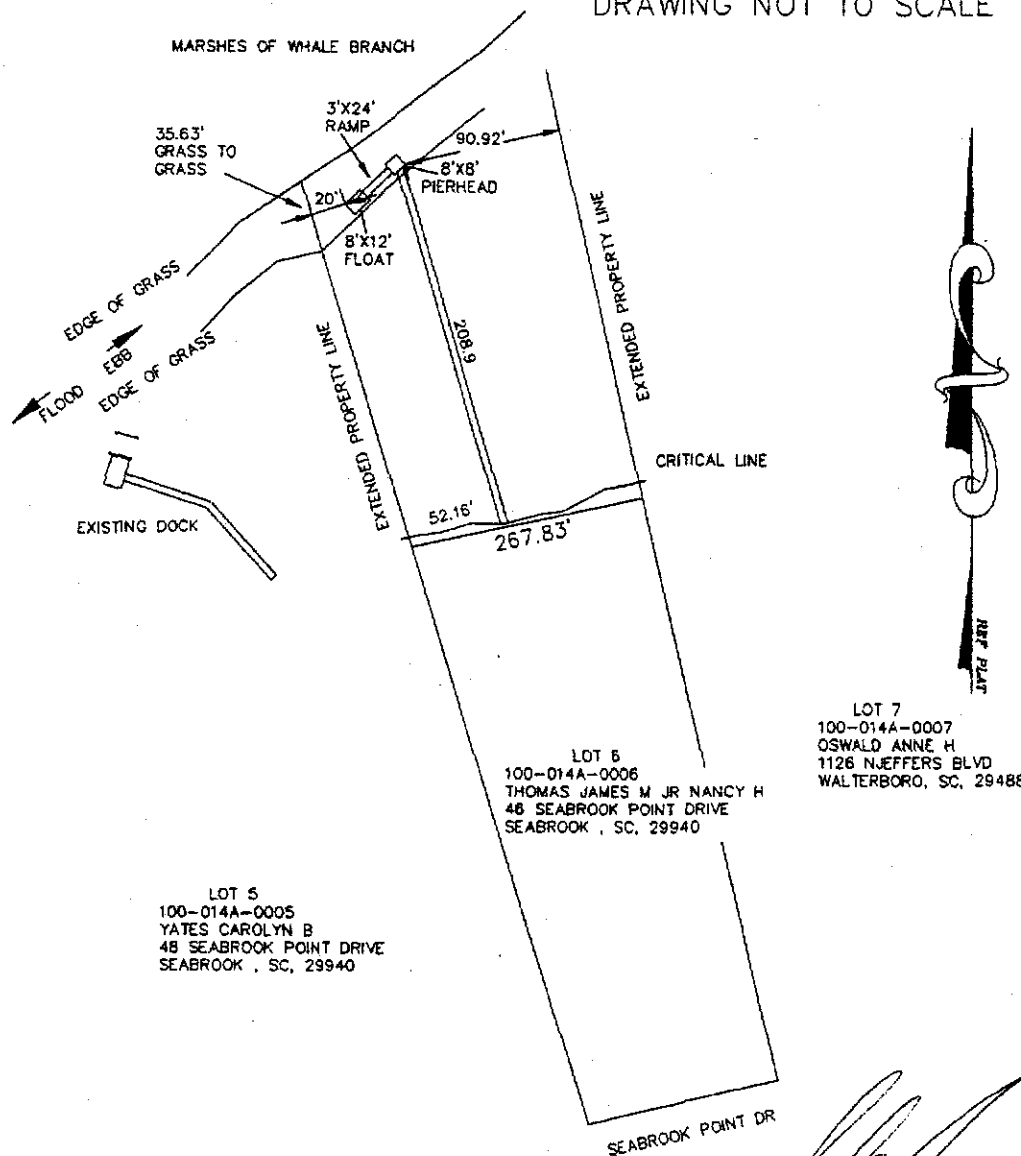 DRAWING NOT TO SCALE
MARSHES OF WHALE BRANCH
3'X24'
RAMP
35.63'
GRASS TO
GRASS
90.92'
8'X8'
PIERHEAD
20'
8'X12'
FLOAT
EDGE OF GRASS
FLOOD EBB
EDGE OF GRASS
EXTENDED PROPERTY LINE
208.9
EXTENDED PROPERTY LINE
CRITICAL LINE
52.16'
267.83'
EXISTING DOCK
REF PLAT
LOT 7
100-014A-0007
OSWALD ANNE H
1126 NJEFFERS BLVD
WALTERBORO, SC, 29488
LOT 6
100-014A-0006
THOMAS JAMES M JR NANCY H
46 SEABROOK POINT DRIVE
SEABROOK , SC, 29940
LOT 5
100-014A-0005
YATES CAROLYN B
48 SEABROOK POINT DRIVE
SEABROOK , SC, 29940
SEABROOK POINT DR